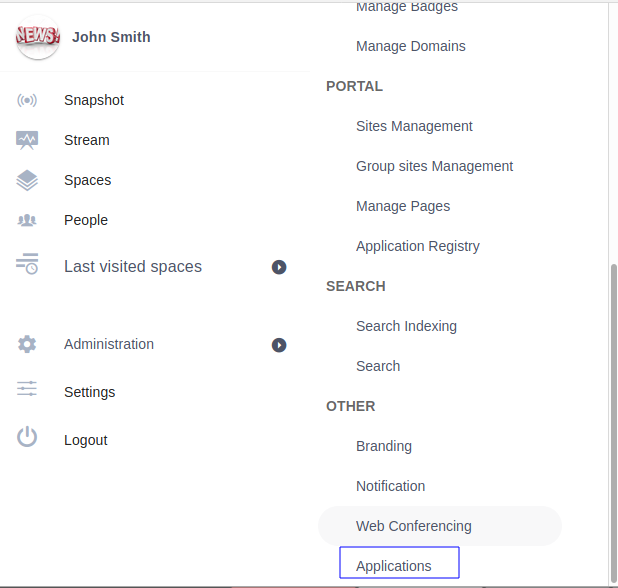 NEWS!
John Smith
Snapshot
Stream
Spaces
People
Last visited spaces
Administration
Settings
Logout
Manage Badges
Manage Domains
PORTAL
Sites Management
Group sites Management
Manage Pages
Application Registry
SEARCH
Search Indexing
Search
OTHER
Branding
Notification
Web Conferencing
Applications